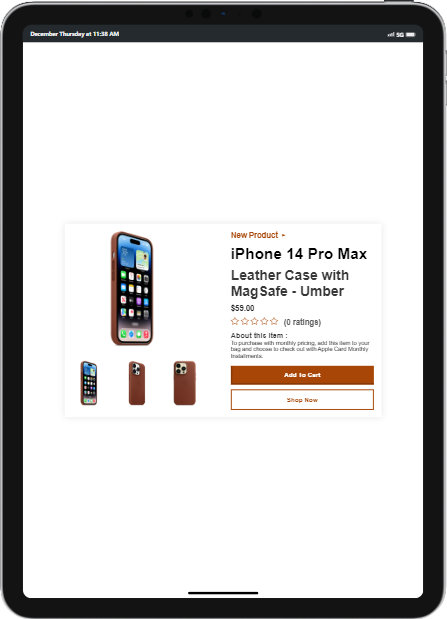 December Thursday at 11:38 AM
5G
New Product
iPhone 14 Pro Max
Leather Case with
MagSafe - Umber
$59.00
(0 ratings)
About this item :
To purchase with monthly pricing, add this item to your
bag and choose to check out with Apple Card Monthly
Installments.
Add To Cart
Shop Now